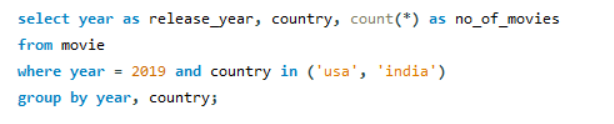 select year as release_year, country, count(*) as no_of_movies
from movie
where year = 2019 and country in ('usa', 'india')
group by year, country;